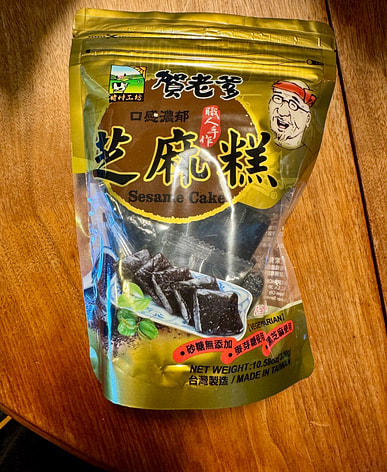 賀老爹
口感濃郁
職人手作
芝麻糕
Sesame Cake
(VEGETARIAN)
砂糖無添加
NET WEIGHT:10.58oz
台灣製造 / MADE IN TAIWAN